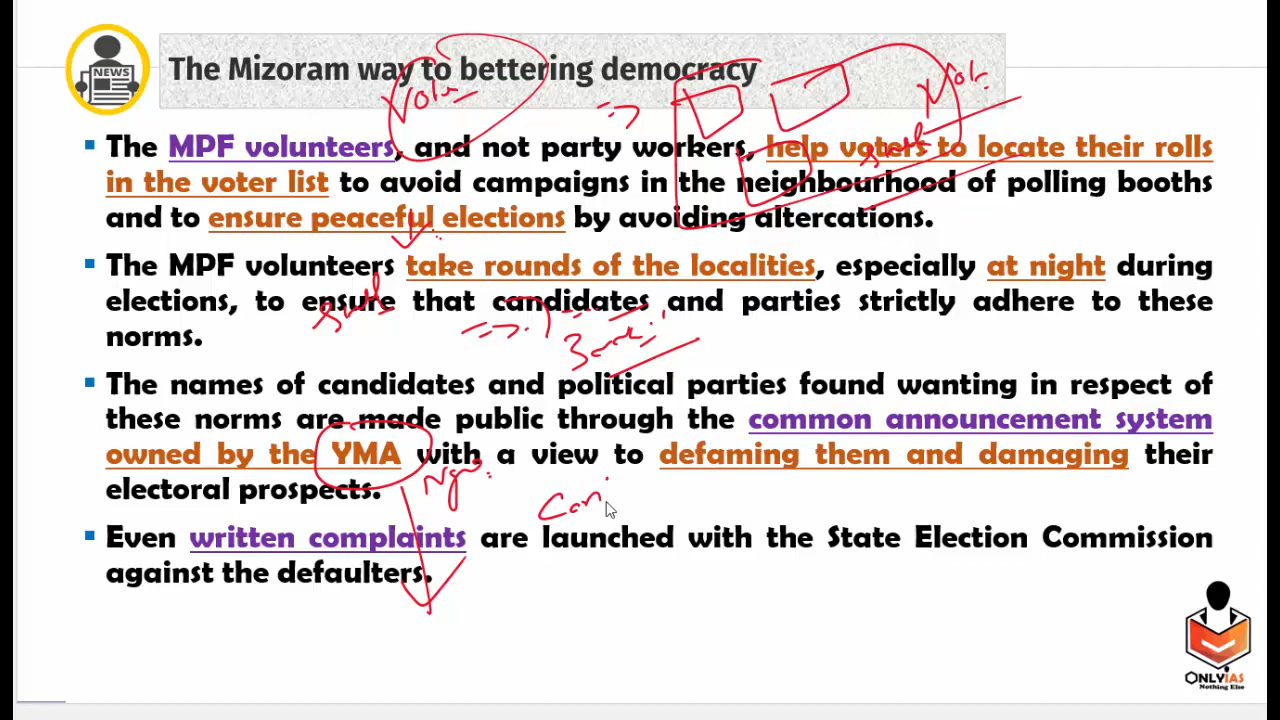 NEWS
The Mizoram way to bettering democracy
The MPF volunteers, and not party workers, help voters to locate their rolls
in the voter list to avoid campaigns in the neighbourhood of polling booths
and to ensure peaceful elections by avoiding altercations.
The MPF volunteers take rounds of the localities, especially at night during
elections, to ensure that candidates and parties strictly adhere to these
norms.
The names of candidates and political parties found wanting in respect of
these norms are made public through the common announcement system
owned by the YMA with a view to defaming them and damaging their
electoral prospects.
Even written complaints are launched with the State Election Commission
against the defaulters.
ONLYIAS
Nothing Else